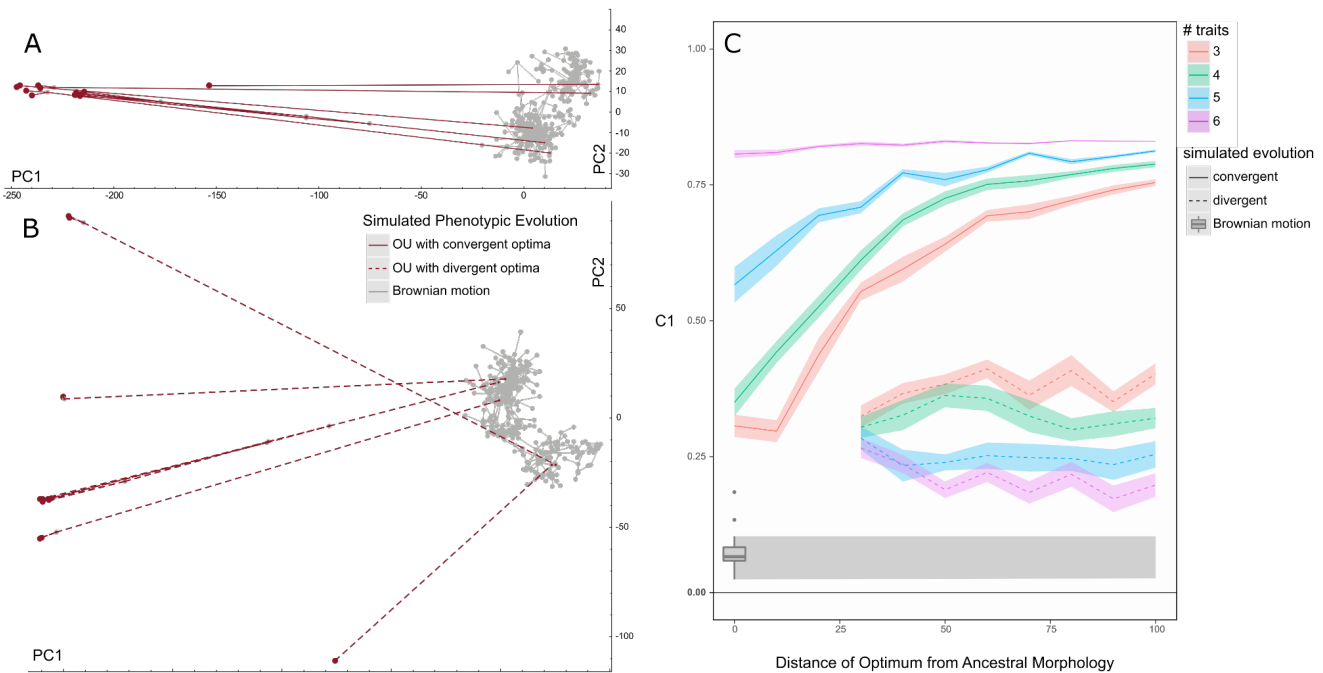 A
PC1
PC2
40
30
20
10
0
-10
-20
-30
-250
-200
-150
-100
-50
0
B
Simulated Phenotypic Evolution
OU with convergent optima
OU with divergent optima
Brownian motion
PC2
50
0
-50
-100
PC1
C
C1
1.00
0.75
0.50
0.25
0.00
0
25
50
75
100
Distance of Optimum from Ancestral Morphology
# traits
3
4
5
6
simulated evolution
convergent
divergent
Brownian motion